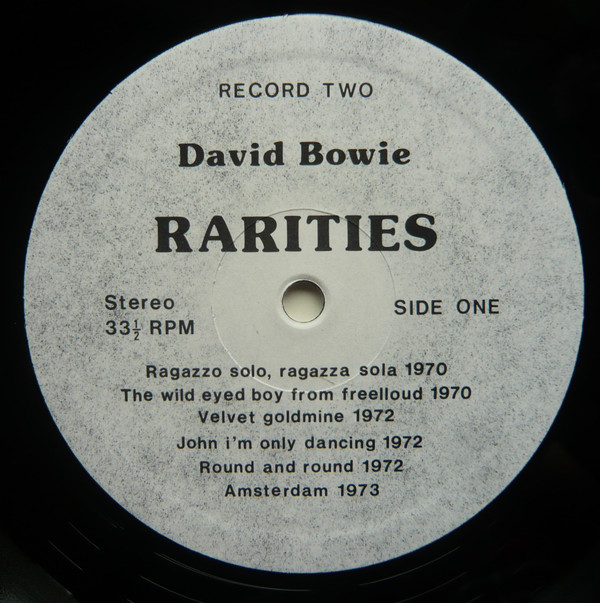 RECORD TWO
David Bowie
RARITIES
Stereo
33½ RPM
SIDE ONE
Ragazzo solo, ragazza sola 1970
The wild eyed boy from freelloud 1970
Velvet goldmine 1972
John i'm only dancing 1972
Round and round 1972
Amsterdam 1973